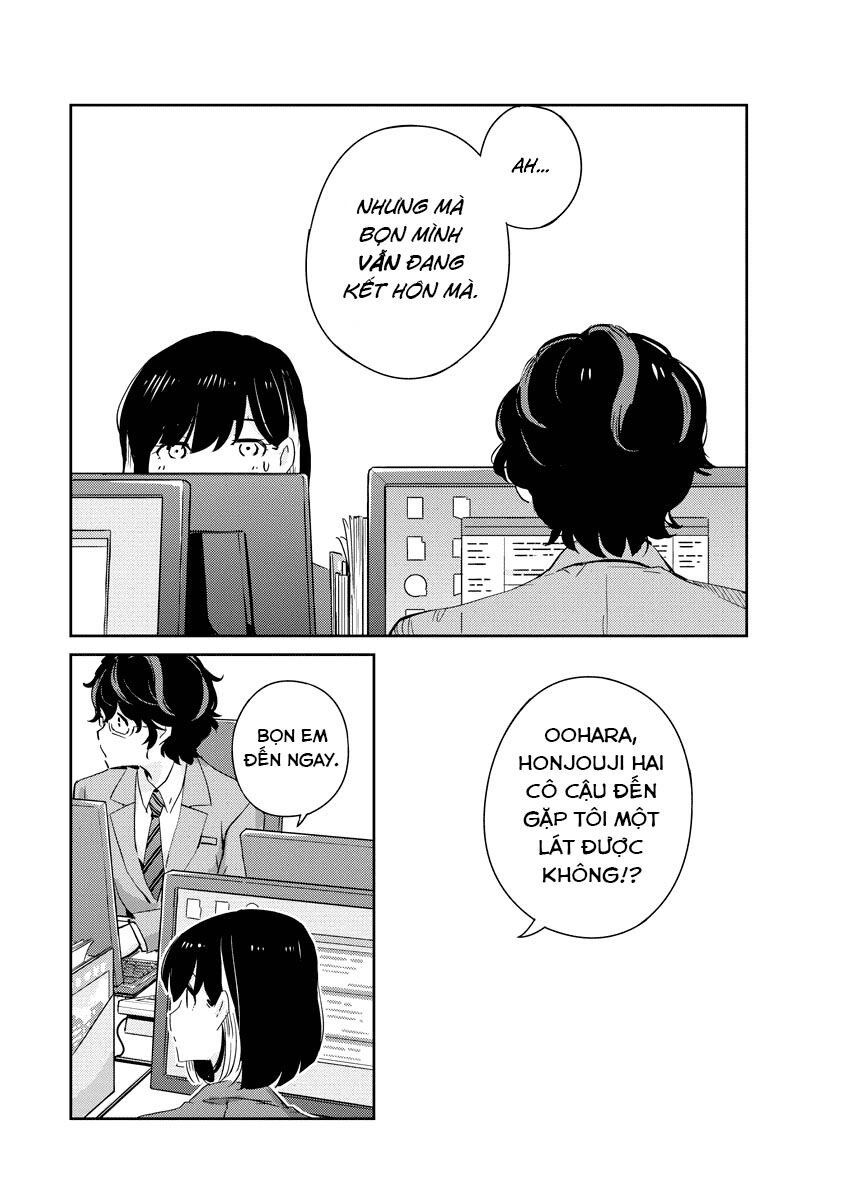 AH...
NHƯNG MÀ
BỌN MÌNH
VẪN ĐANG
KẾT HÔN MÀ.
OOHARA,
HONJOUJI HAI
CÔ CẬU ĐẾN
GẶP TÔI MỘT
LÁT ĐƯỢC
KHÔNG!?
BỌN EM
ĐẾN NGAY.